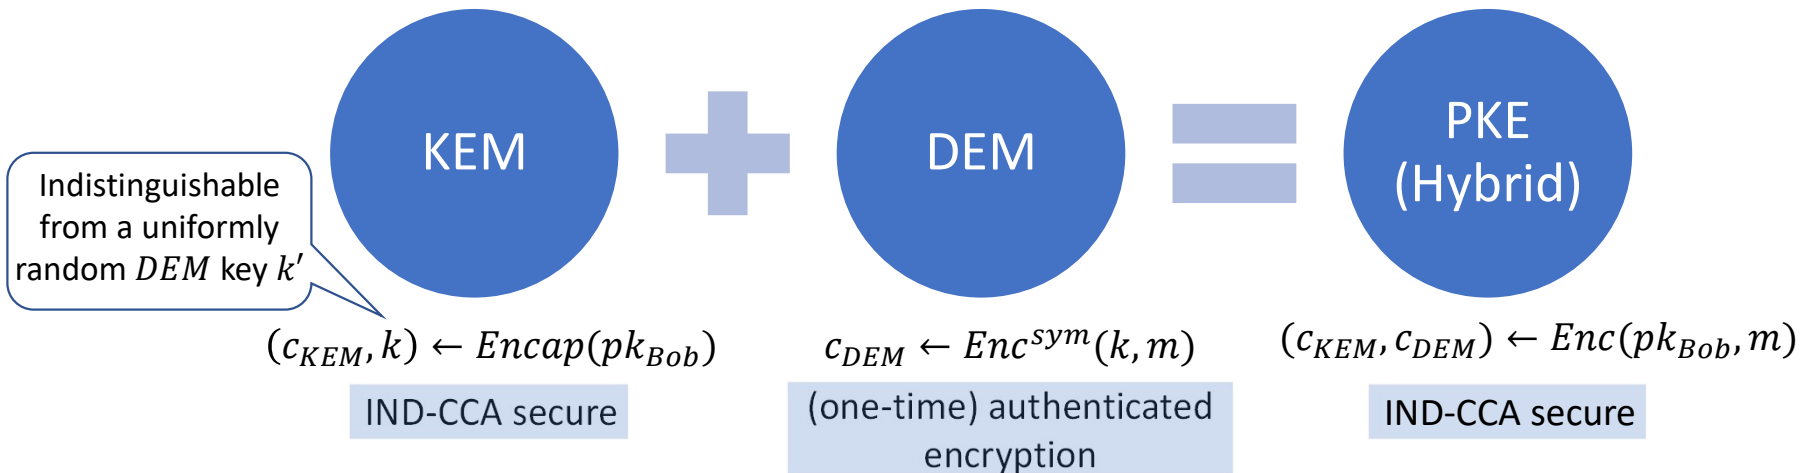 KEM
DEM
PKE
(Hybrid)
Indistinguishable
from a uniformly
random DEM key k′
(c_KEM, k) ← Encap(pk_Bob)
c_DEM ← Enc^sym(k, m)
(c_KEM, c_DEM) ← Enc(pk_Bob, m)
IND-CCA secure
(one-time) authenticated
encryption
IND-CCA secure